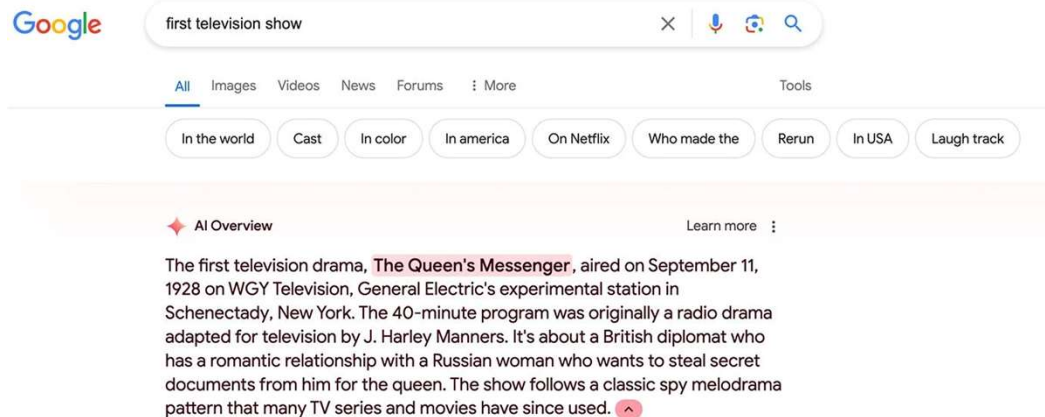 Google first television show
All Images Videos News Forums More Tools
In the world Cast In color In america On Netflix Who made the Rerun In USA Laugh track
AI Overview Learn more
The first television drama, The Queen's Messenger, aired on September 11,
1928 on WGY Television, General Electric's experimental station in
Schenectady, New York. The 40-minute program was originally a radio drama
adapted for television by J. Harley Manners. It's about a British diplomat who
has a romantic relationship with a Russian woman who wants to steal secret
documents from him for the queen. The show follows a classic spy melodrama
pattern that many TV series and movies have since used.